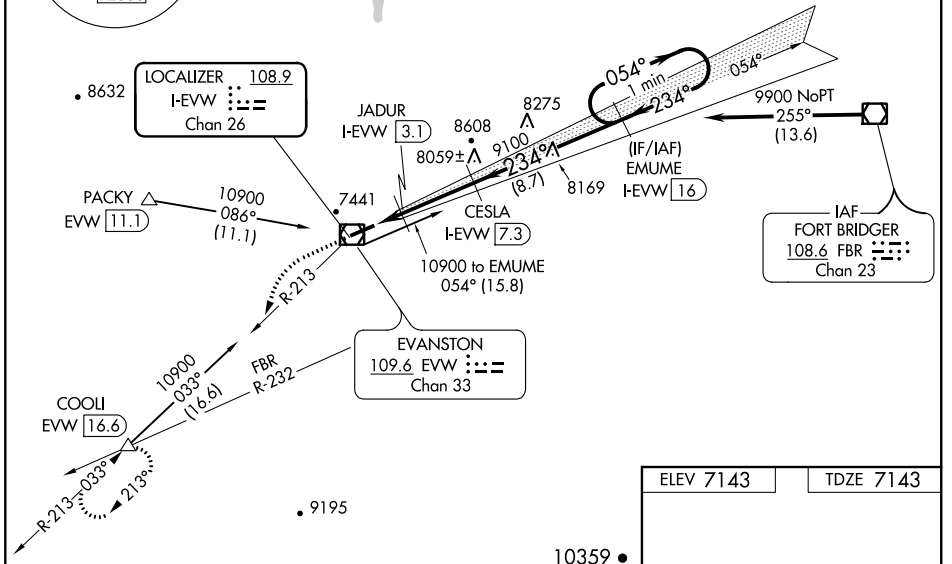 LOCALIZER 108.9
I-EVW
Chan 26
8632
JADUR
I-EVW 3.1
8608
8275
8059±
9100
234°
(8.7)
8169
054°
1 min
234°
054°
(IF/IAF)
EMUME
I-EVW 16
9900 NoPT
255°
(13.6)
IAF
FORT BRIDGER
108.6 FBR
Chan 23
PACKY
EVW 11.1
10900
086°
(11.1)
7441
CESLA
I-EVW 7.3
10900 to EMUME
054° (15.8)
R-213
EVANSTON
109.6 EVW
Chan 33
10900
033°
(16.6)
FBR
R-232
COOLI
EVW 16.6
R-213
033°
213°
9195
10359
ELEV 7143
TDZE 7143